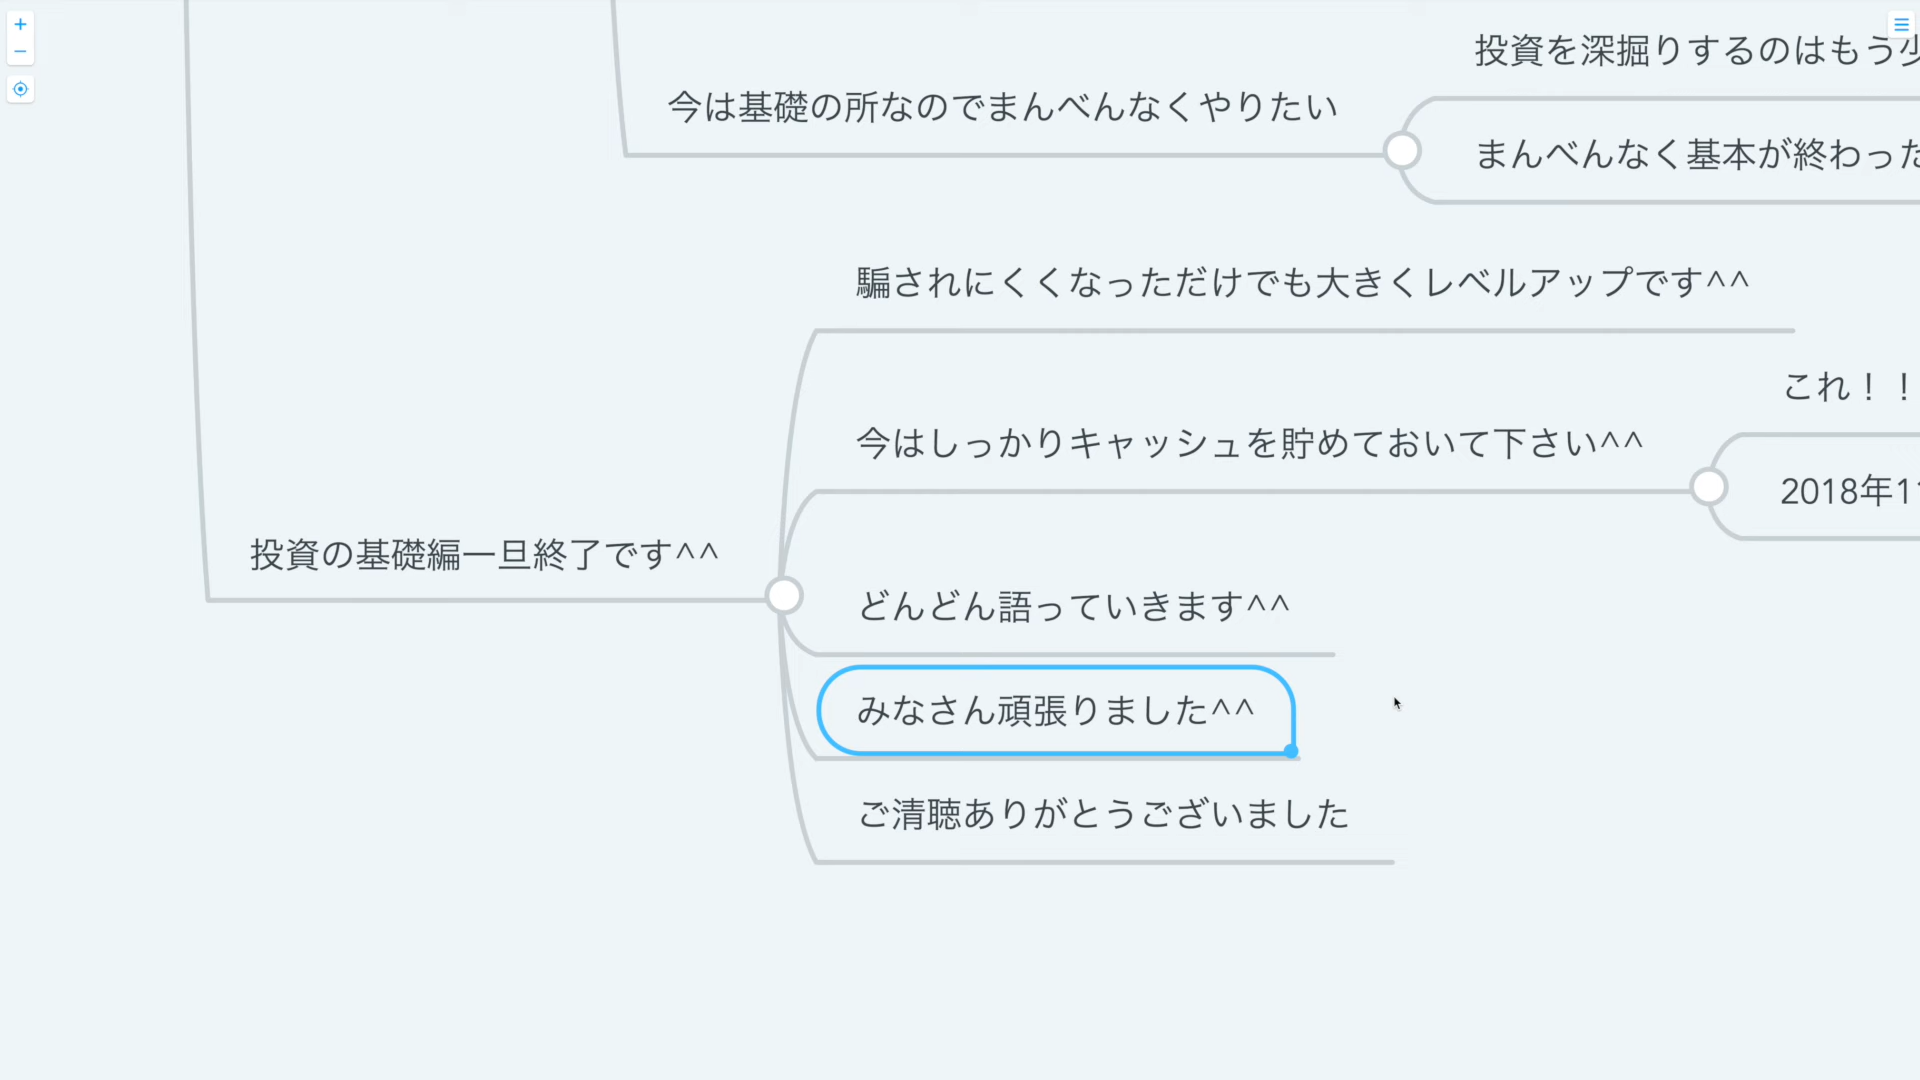 投資を深掘りするのはもう
今は基礎の所なのでまんべんなくやりたい
まんべんなく基本が終わった
騙されにくくなっただけでも大きくレベルアップです^^
これ！！
今はしっかりキャッシュを貯めておいて下さい^^
2018年11
投資の基礎編一旦終了です^^
どんどん語っていきます^^
みなさん頑張りました^^
ご清聴ありがとうございました